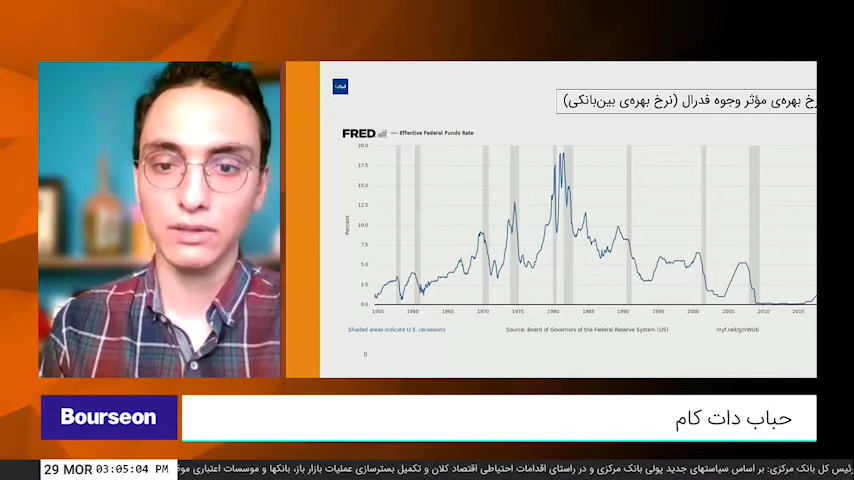 رخ بهره‌ی مؤثر وجوه فدرال (نرخ بهره‌ی بین‌بانکی)
FRED — Effective Federal Funds Rate
20.0
17.5
15.0
12.5
10.0
7.5
5.0
2.5
0.0
Percent
1955 1960 1965 1970 1975 1980 1985 1990 1995 2000 2005 2010 2015
Shaded areas indicate U.S. recessions
Source: Board of Governors of the Federal Reserve System (US)
myf.red/g/nWUb
9
Bourseon
حباب دات کام
29 MOR 03:05:04 PM
رئیس کل بانک مرکزی: بر اساس سیاستهای جدید پولی بانک مرکزی و در راستای اقدامات احتیاطی اقتصاد کلان و تکمیل بسترسازی عملیات بازار باز، بانکها و موسسات اعتباری